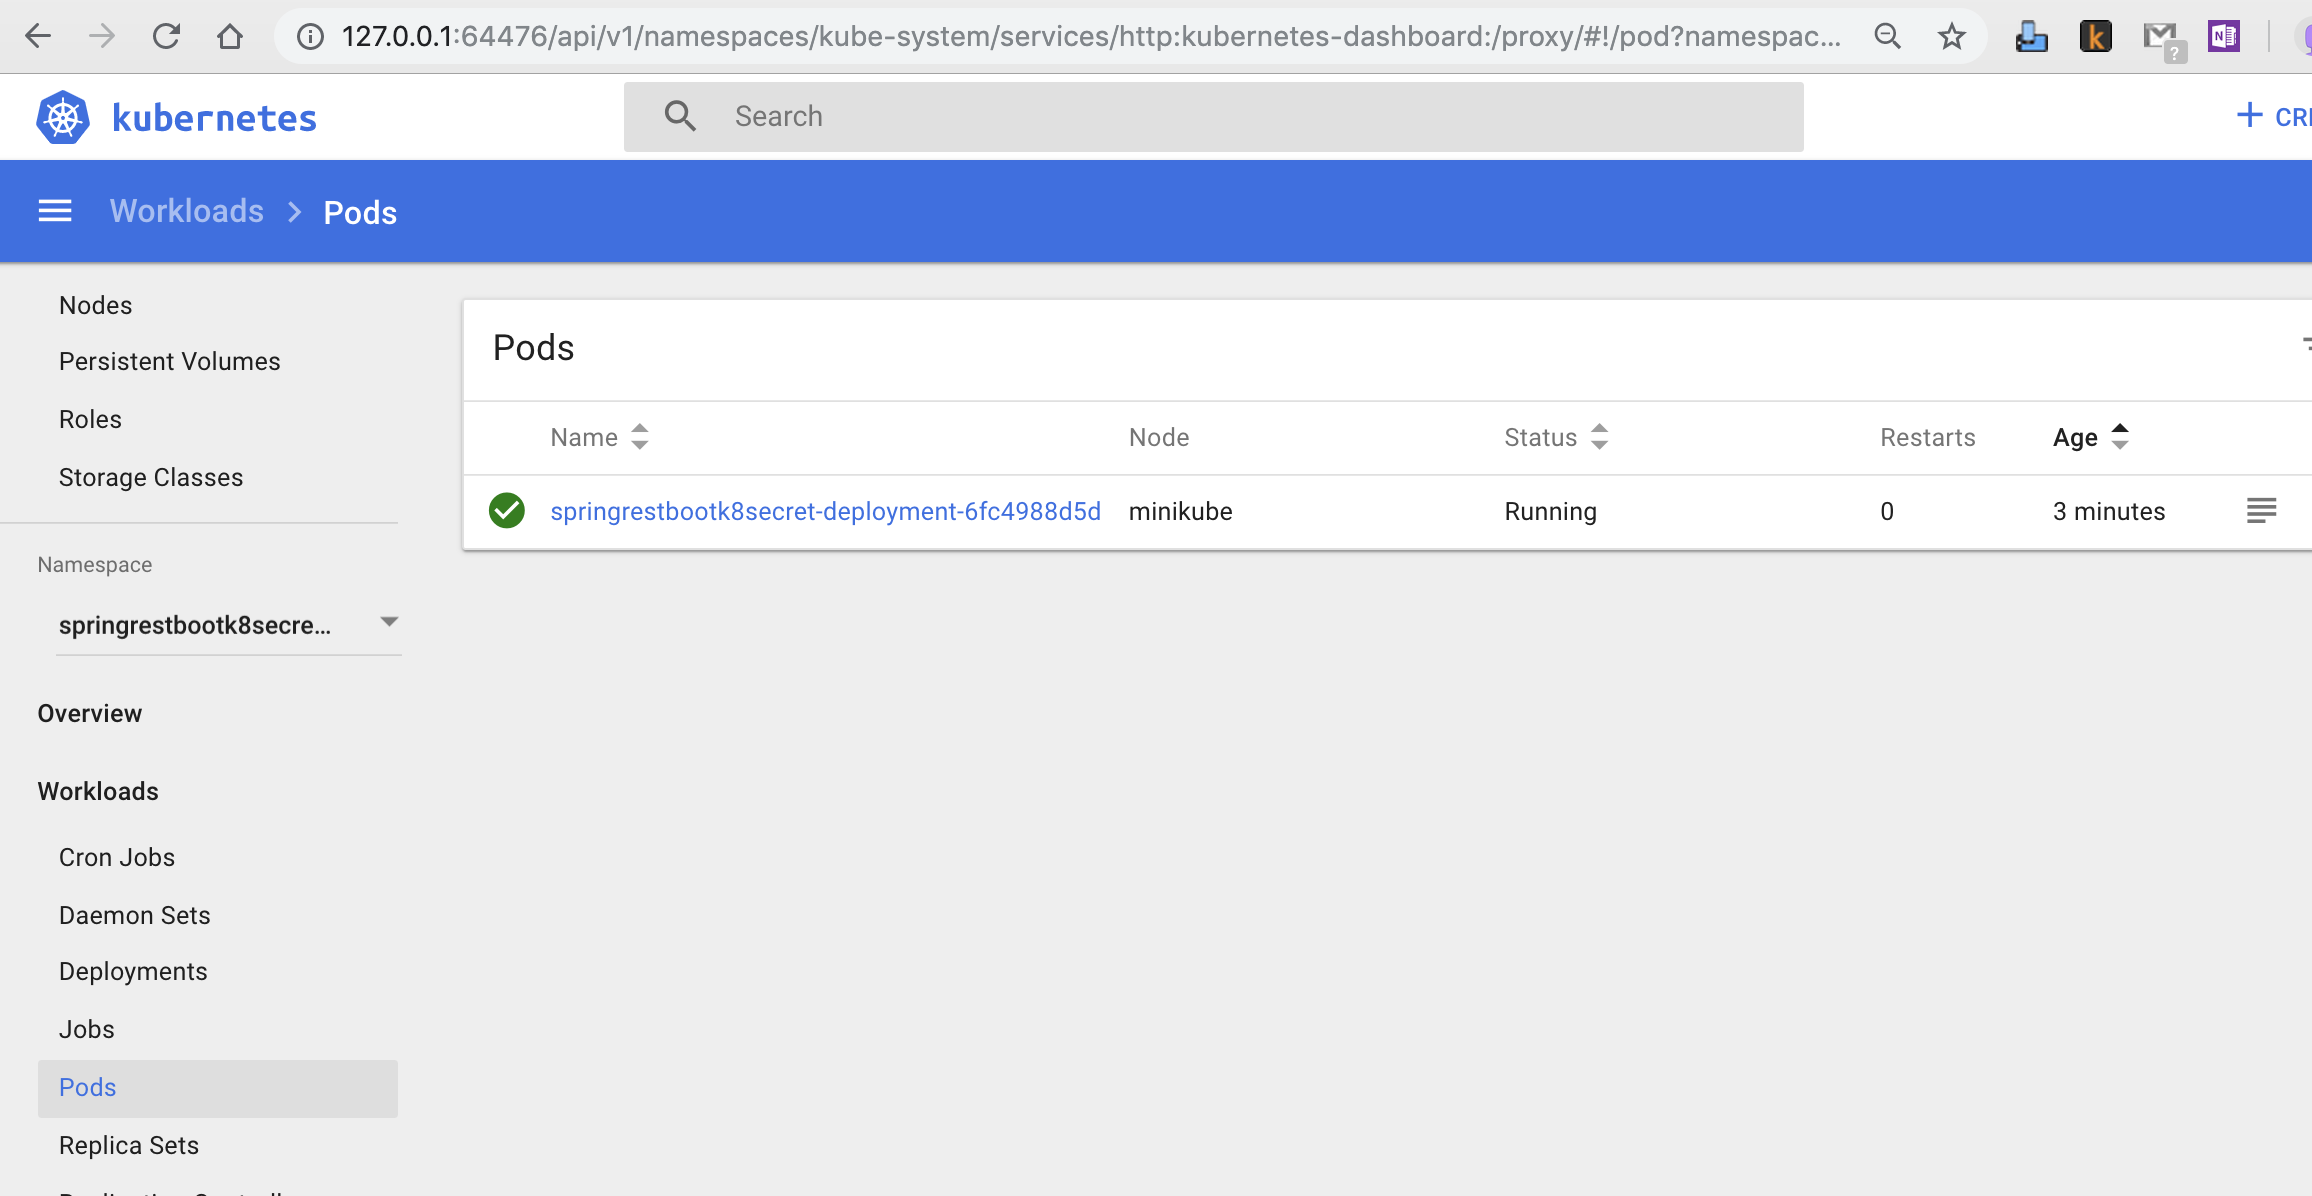 127.0.0.1:64476/api/v1/namespaces/kube-system/services/http:kubernetes-dashboard:/proxy/#!/pod?namespac...
kubernetes
Search
Workloads > Pods
Nodes
Persistent Volumes
Roles
Storage Classes
Namespace
springrestbootk8secre...
Overview
Workloads
Cron Jobs
Daemon Sets
Deployments
Jobs
Pods
Replica Sets
Pods
Name Node Status Restarts Age
springrestbootk8secret-deployment-6fc4988d5d minikube Running 0 3 minutes